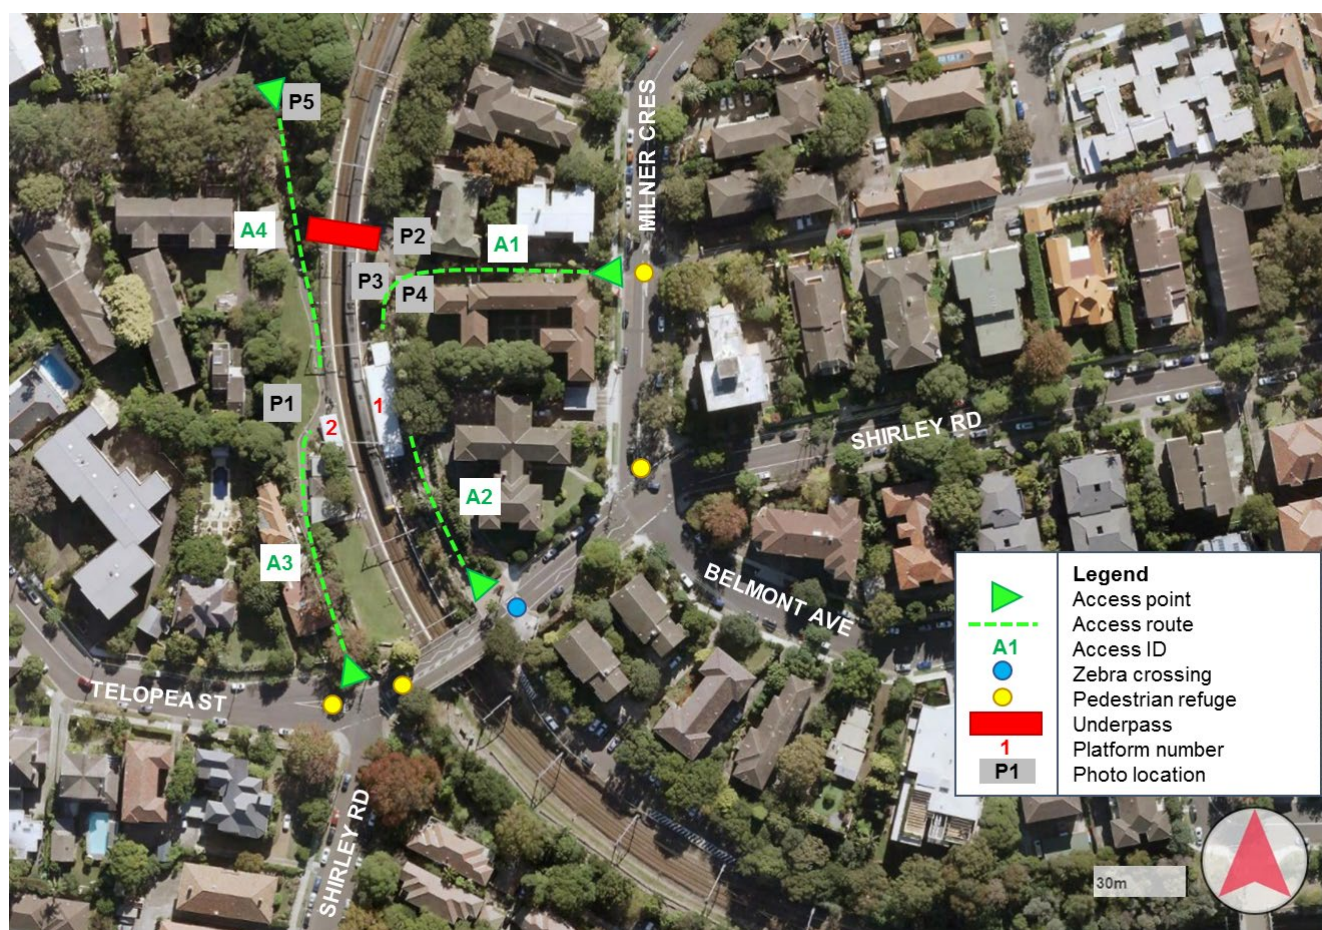 P5
MILNER CRES
A4
P2
A1
P3
P4
1
P1
2
SHIRLEY RD
A2
A3
BELMONT AVE
TELOPEA ST
SHIRLEY RD
Legend
Access point
Access route
A1 Access ID
Zebra crossing
Pedestrian refuge
Underpass
1 Platform number
P1 Photo location
30m